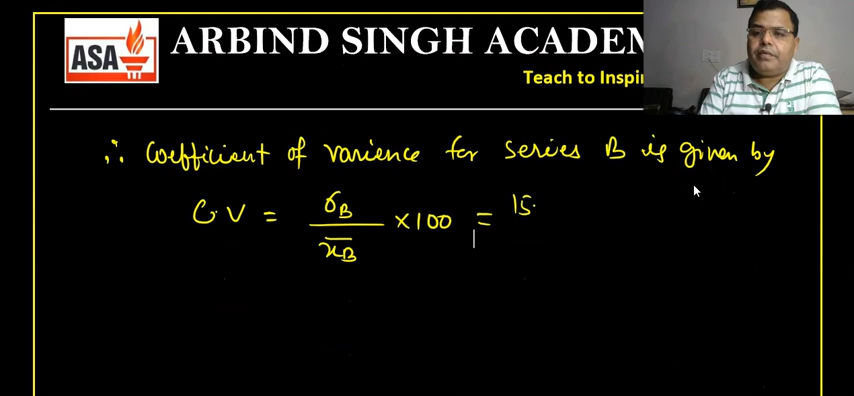 ASA
ARBIND SINGH ACADEM
Teach to Inspi
∴ Coefficient of varience for series B is given by
C.V = σB / x̄B × 100 = 15.